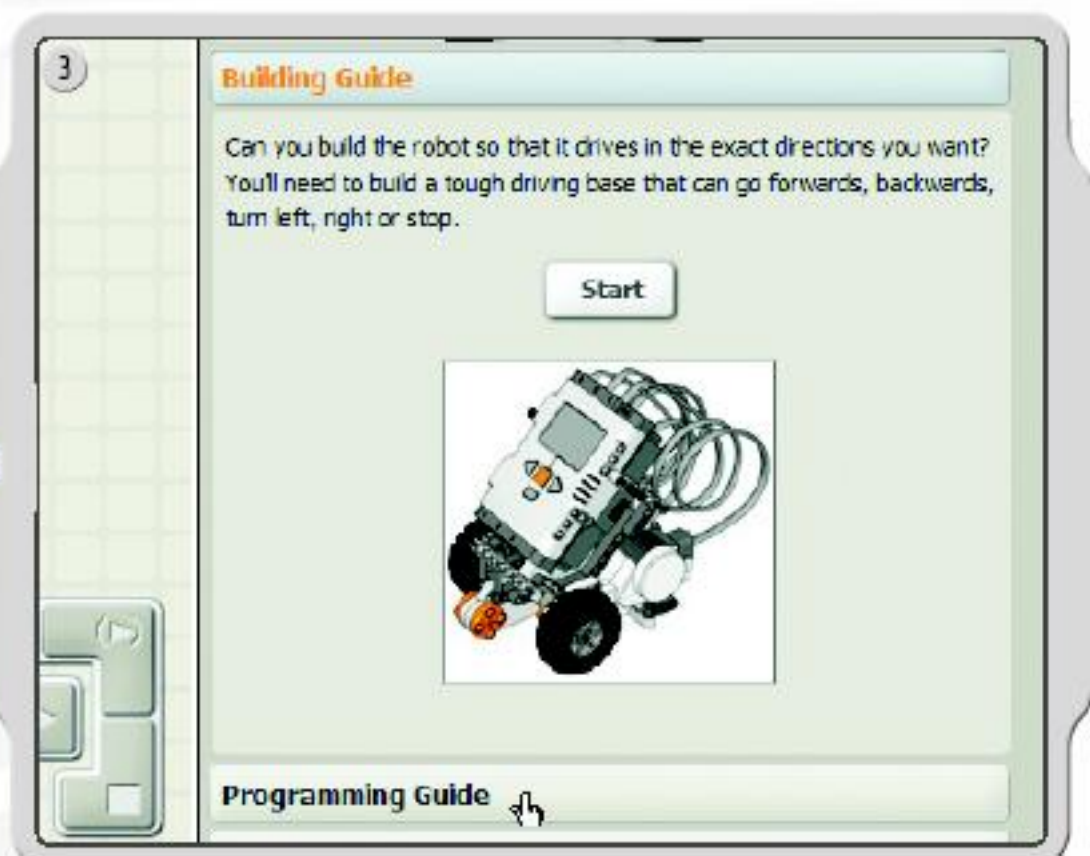 3
Building Guide
Can you build the robot so that it drives in the exact directions you want?
You'll need to build a tough driving base that can go forwards, backwards,
turn left, right or stop.
Start
Programming Guide